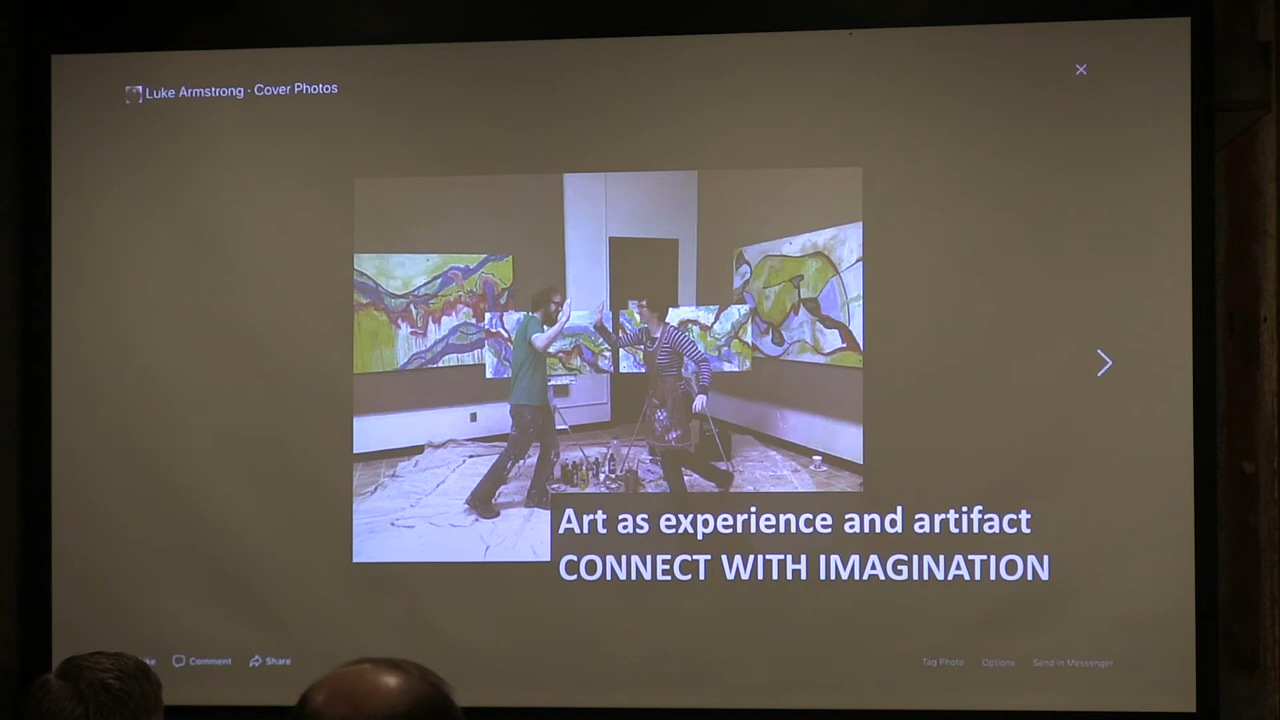 Luke Armstrong · Cover Photos
Art as experience and artifact
CONNECT WITH IMAGINATION
Comment
Share
Tag Photo
Options
Send in Messenger